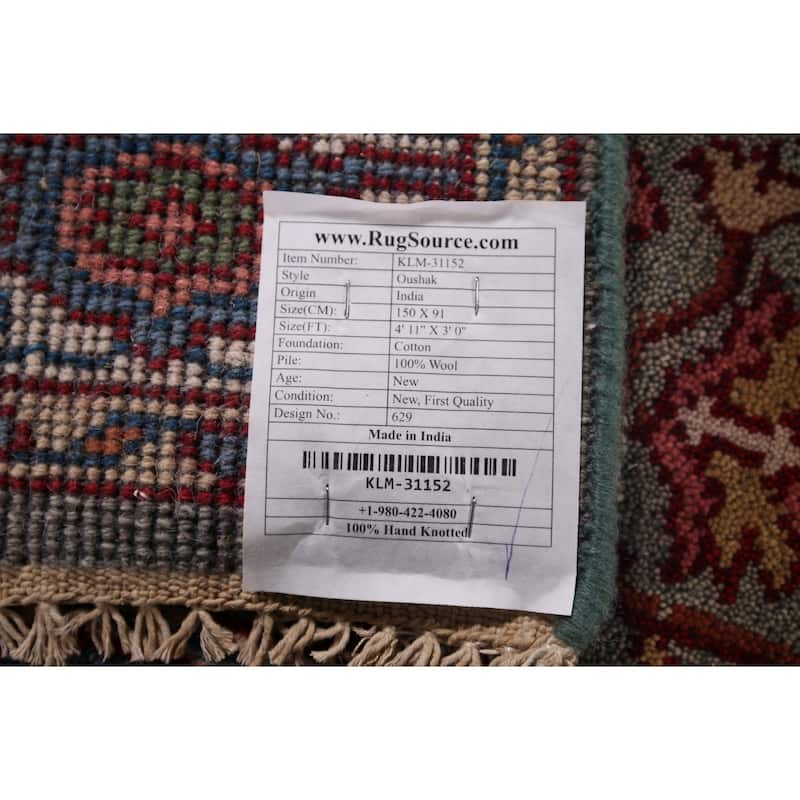 www.RugSource.com
Item Number: KLM-31152
Style Oushak
Origin India
Size(CM): 150 X 91
Size(FT): 4' 11" X 3' 0"
Foundation: Cotton
Pile: 100% Wool
Age: New
Condition: New, First Quality
Design No.: 629
Made in India
KLM-31152
+1-980-422-4080
100% Hand Knotted